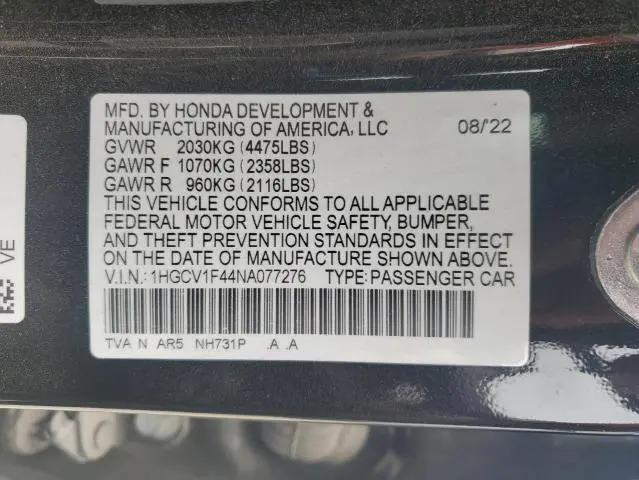 MFD. BY HONDA DEVELOPMENT &
MANUFACTURING OF AMERICA, LLC 08/'22
GVWR 2030KG (4475LBS)
GAWR F 1070KG (2358LBS)
GAWR R 960KG (2116LBS)
THIS VEHICLE CONFORMS TO ALL APPLICABLE
FEDERAL MOTOR VEHICLE SAFETY, BUMPER,
AND THEFT PREVENTION STANDARDS IN EFFECT
ON THE DATE OF MANUFACTURE SHOWN ABOVE.
V.I.N.:1HGCV1F44NA077276 TYPE:PASSENGER CAR
TVA N AR5 NH731P .A .A
VE